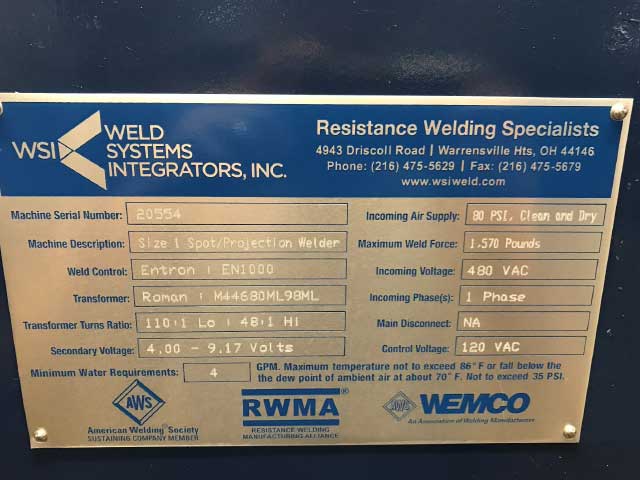 WSI WELD SYSTEMS INTEGRATORS, INC.
Resistance Welding Specialists
4943 Driscoll Road | Warrensville Hts, OH 44146
Phone: (216) 475-5629 | Fax: (216) 475-5679
www.wsiweld.com
Machine Serial Number: 20554
Machine Description: Size 1 Spot/Projection Welder
Weld Control: Entron : EN1000
Transformer: Roman : M44680ML98ML
Transformer Turns Ratio: 110:1 Lo : 48:1 HI
Secondary Voltage: 4.00 - 9.17 Volts
Incoming Air Supply: 80 PSI, Clean and Dry
Maximum Weld Force: 1,570 Pounds
Incoming Voltage: 480 VAC
Incoming Phase(s): 1 Phase
Main Disconnect: NA
Control Voltage: 120 VAC
Minimum Water Requirements: 4 GPM. Maximum temperature not to exceed 86°F or fall below the
the dew point of ambient air at about 70° F. Not to exceed 35 PSI.
AWS
American Welding Society
SUSTAINING COMPANY MEMBER
RWMA®
RESISTANCE WELDING
MANUFACTURING ALLIANCE
AWS WEMCO
An Association of Welding Manufacturers